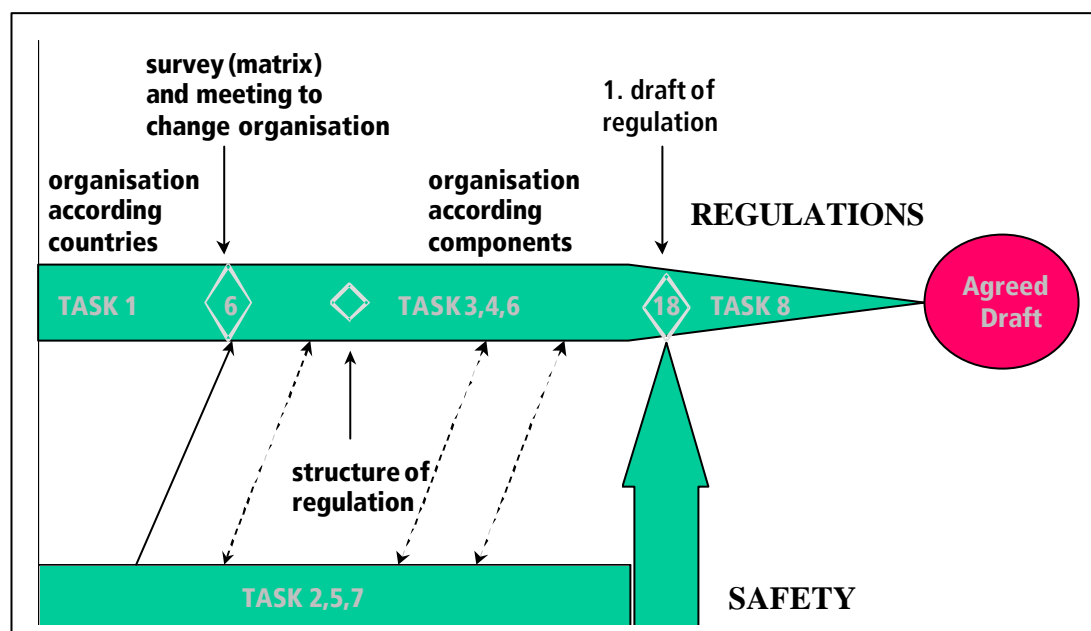 survey (matrix)
and meeting to
change organisation
1. draft of
regulation
organisation
according
countries
organisation
according
components
REGULATIONS
TASK 1
6
TASK 3,4,6
18
TASK 8
Agreed
Draft
structure of
regulation
TASK 2,5,7
SAFETY